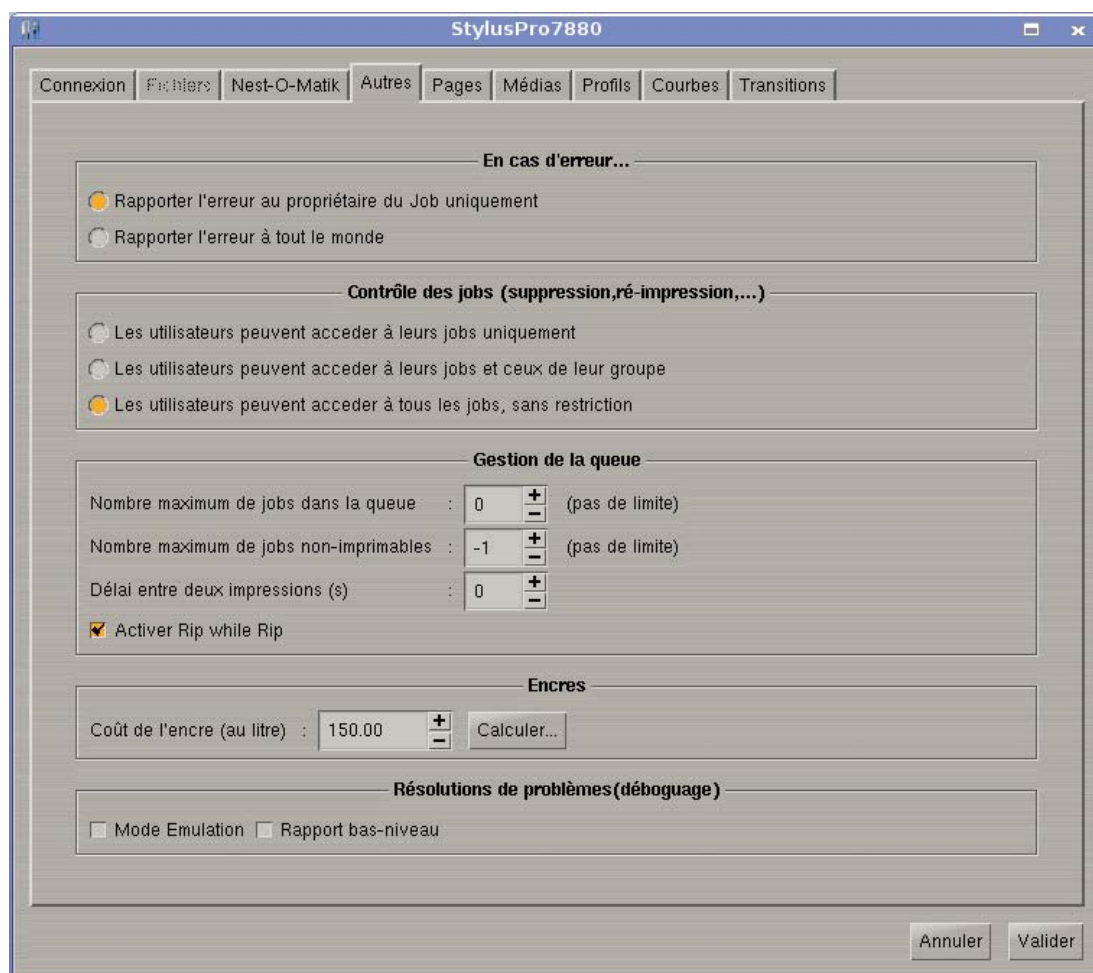 StylusPro7880
Connexion Fichiers Nest-O-Matik Autres Pages Médias Profils Courbes Transitions
En cas d'erreur...
Rapporter l'erreur au propriétaire du Job uniquement
Rapporter l'erreur à tout le monde
Contrôle des jobs (suppression,ré-impression,...)
Les utilisateurs peuvent acceder à leurs jobs uniquement
Les utilisateurs peuvent acceder à leurs jobs et ceux de leur groupe
Les utilisateurs peuvent acceder à tous les jobs, sans restriction
Gestion de la queue
Nombre maximum de jobs dans la queue : 0 + − (pas de limite)
Nombre maximum de jobs non-imprimables : -1 + − (pas de limite)
Délai entre deux impressions (s) : 0 + −
Activer Rip while Rip
Encres
Coût de l'encre (au litre) : 150.00 + − Calculer...
Résolutions de problèmes(déboguage)
Mode Emulation Rapport bas-niveau
Annuler Valider